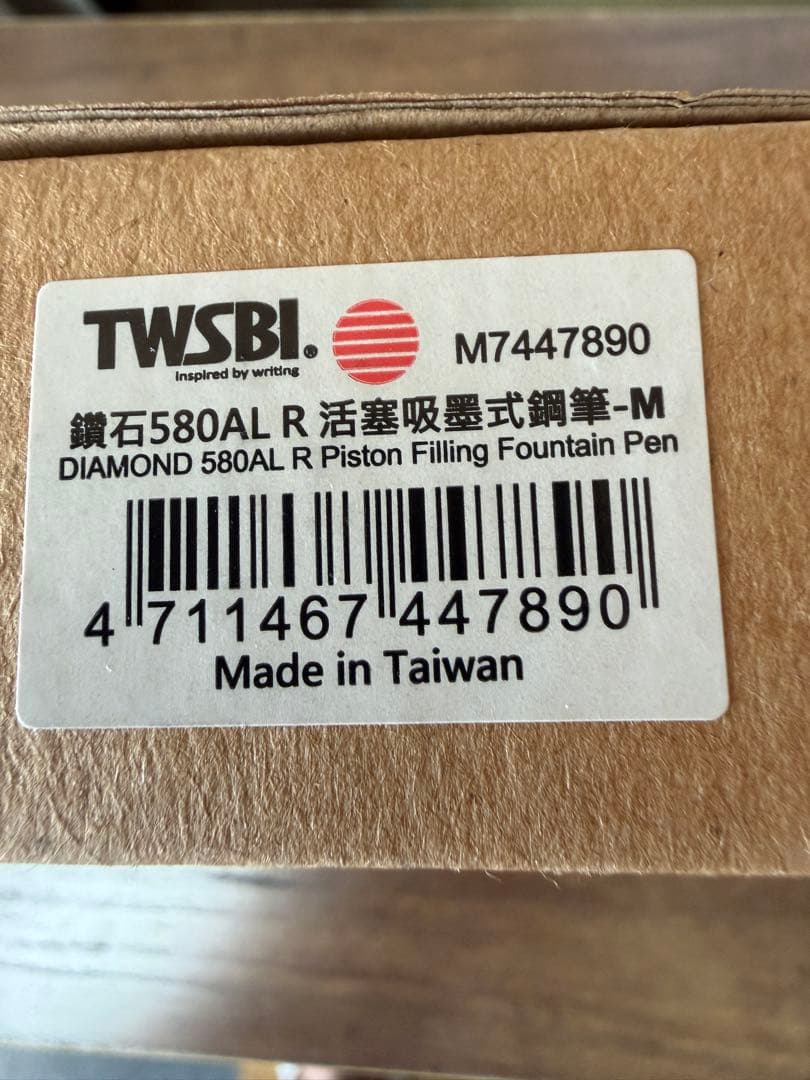 TWSBI.®
Inspired by writing
M7447890
鑽石580AL R 活塞吸墨式鋼筆-M
DIAMOND 580AL R Piston Filling Fountain Pen
4 711467 447890
Made in Taiwan